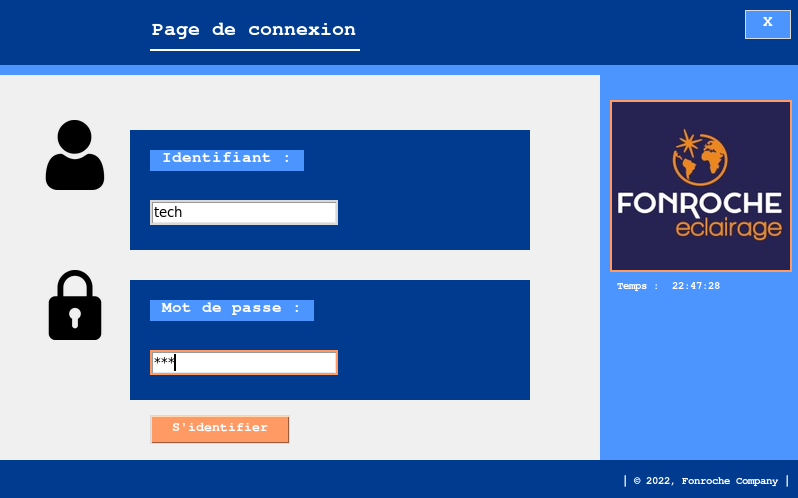 Page de connexion
X
Identifiant :
tech
Mot de passe :
***
S'identifier
FONROCHE
eclairage
Temps : 22:47:28
| © 2022, Fonroche Company |